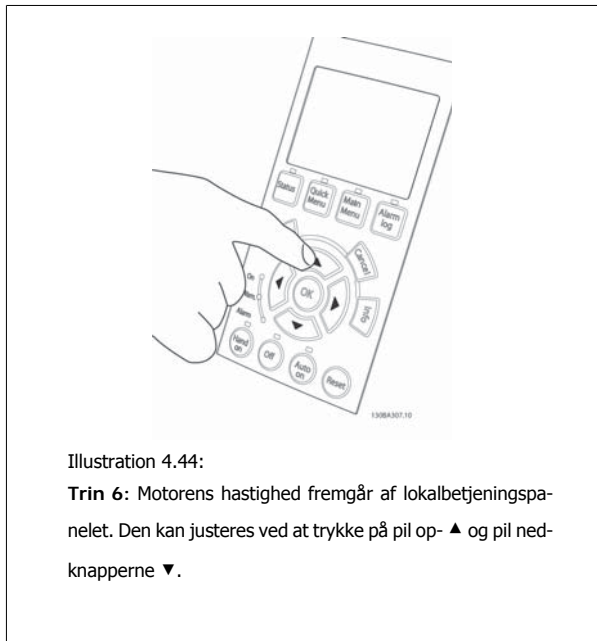 Status
Quick
Menu
Main
Menu
Alarm
log
Cancel
OK
Info
On
Warn.
Alarm
Hand
on
Off
Auto
on
Reset
130BA307.10
Illustration 4.44:
Trin 6: Motorens hastighed fremgår af lokalbetjeningspa-
nelet. Den kan justeres ved at trykke på pil op- ▲ og pil ned-
knapperne ▼.